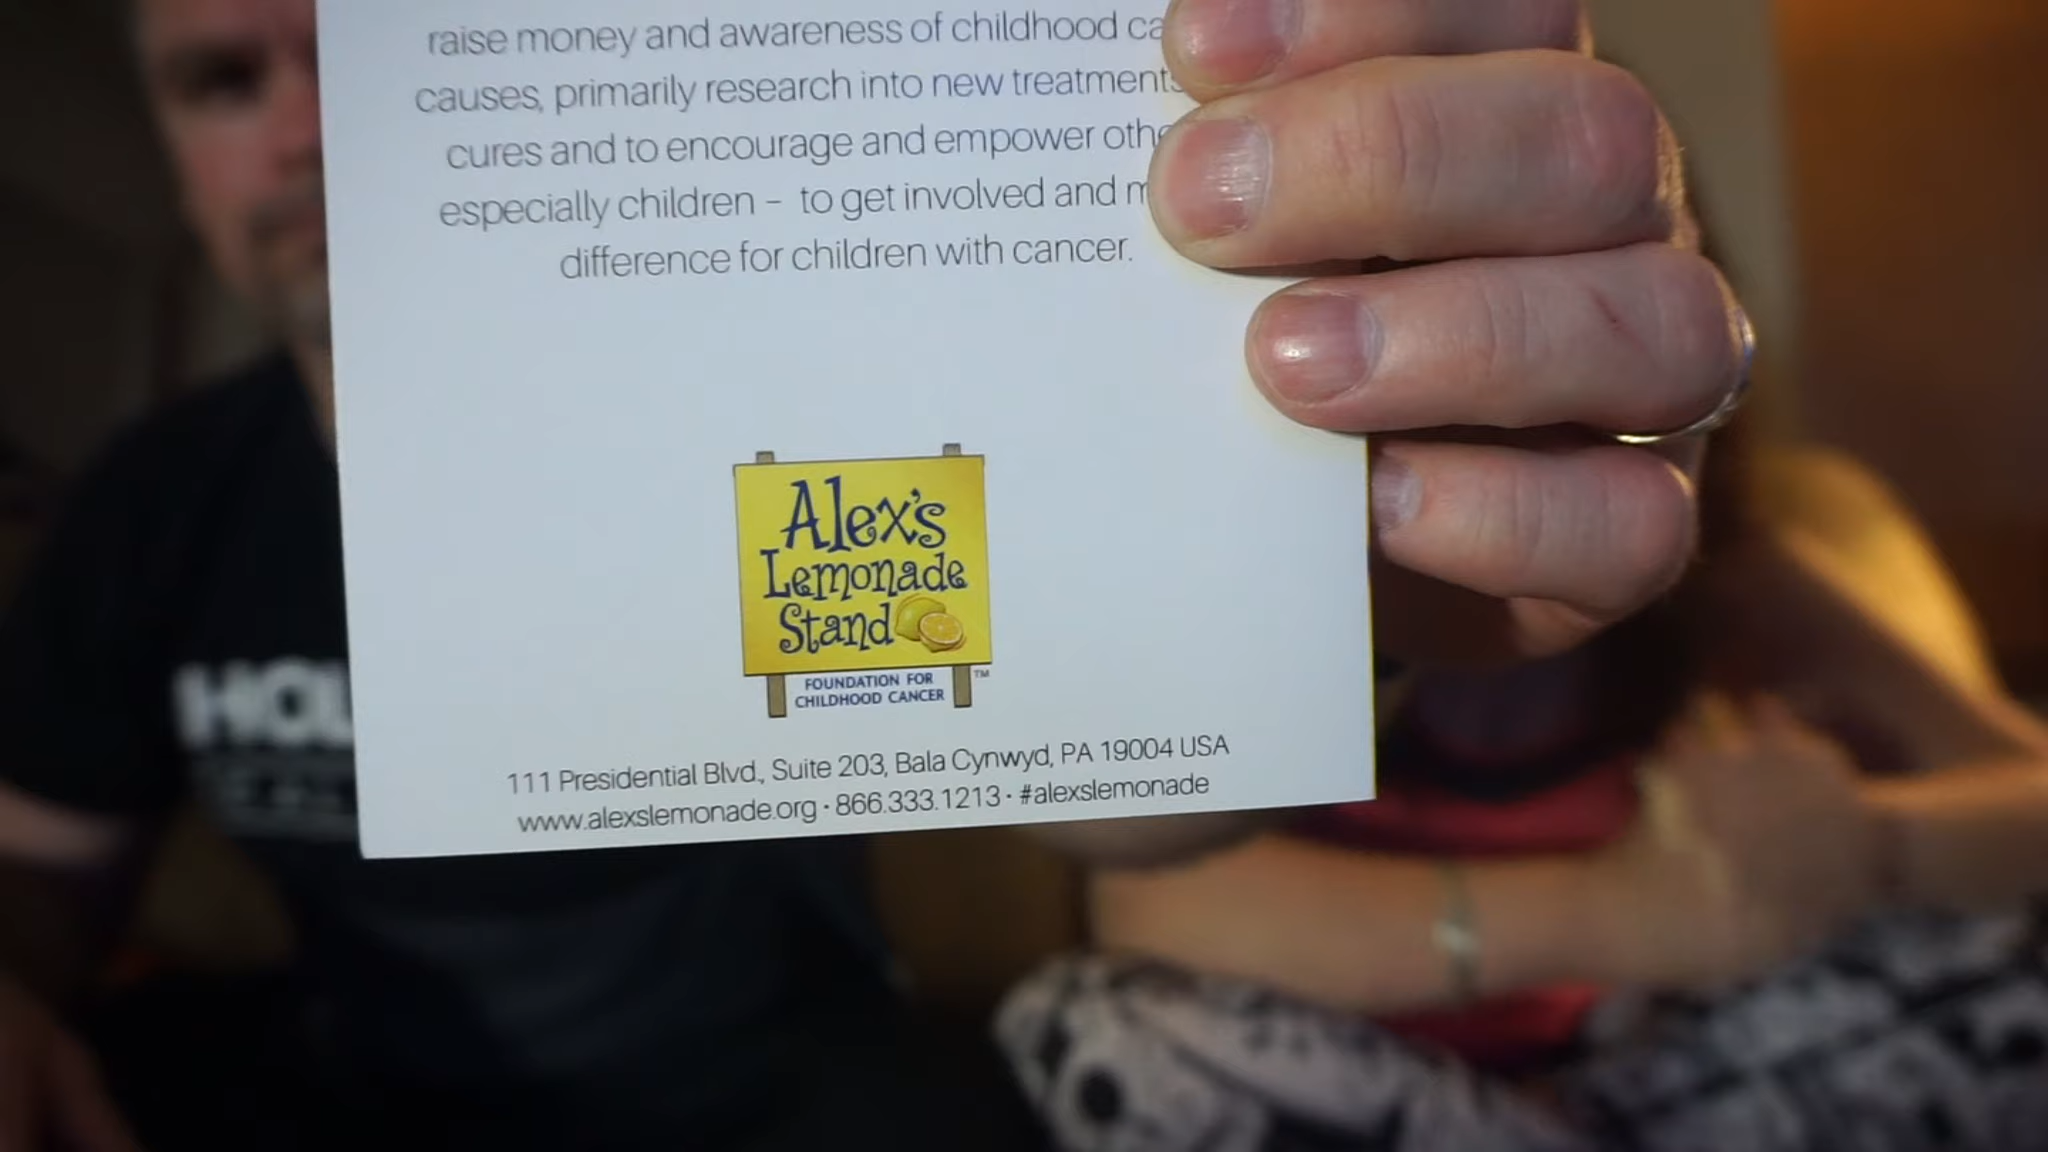 raise money and awareness of childhood
causes, primarily research into new treatments
cures and to encourage and empower
especially children – to get involved and
difference for children with cancer.
Alex's
Lemonade
Stand
TM
FOUNDATION FOR
CHILDHOOD CANCER
111 Presidential Blvd., Suite 203, Bala Cynwyd, PA 19004 USA
www.alexslemonade.org · 866.333.1213 · #alexslemonade